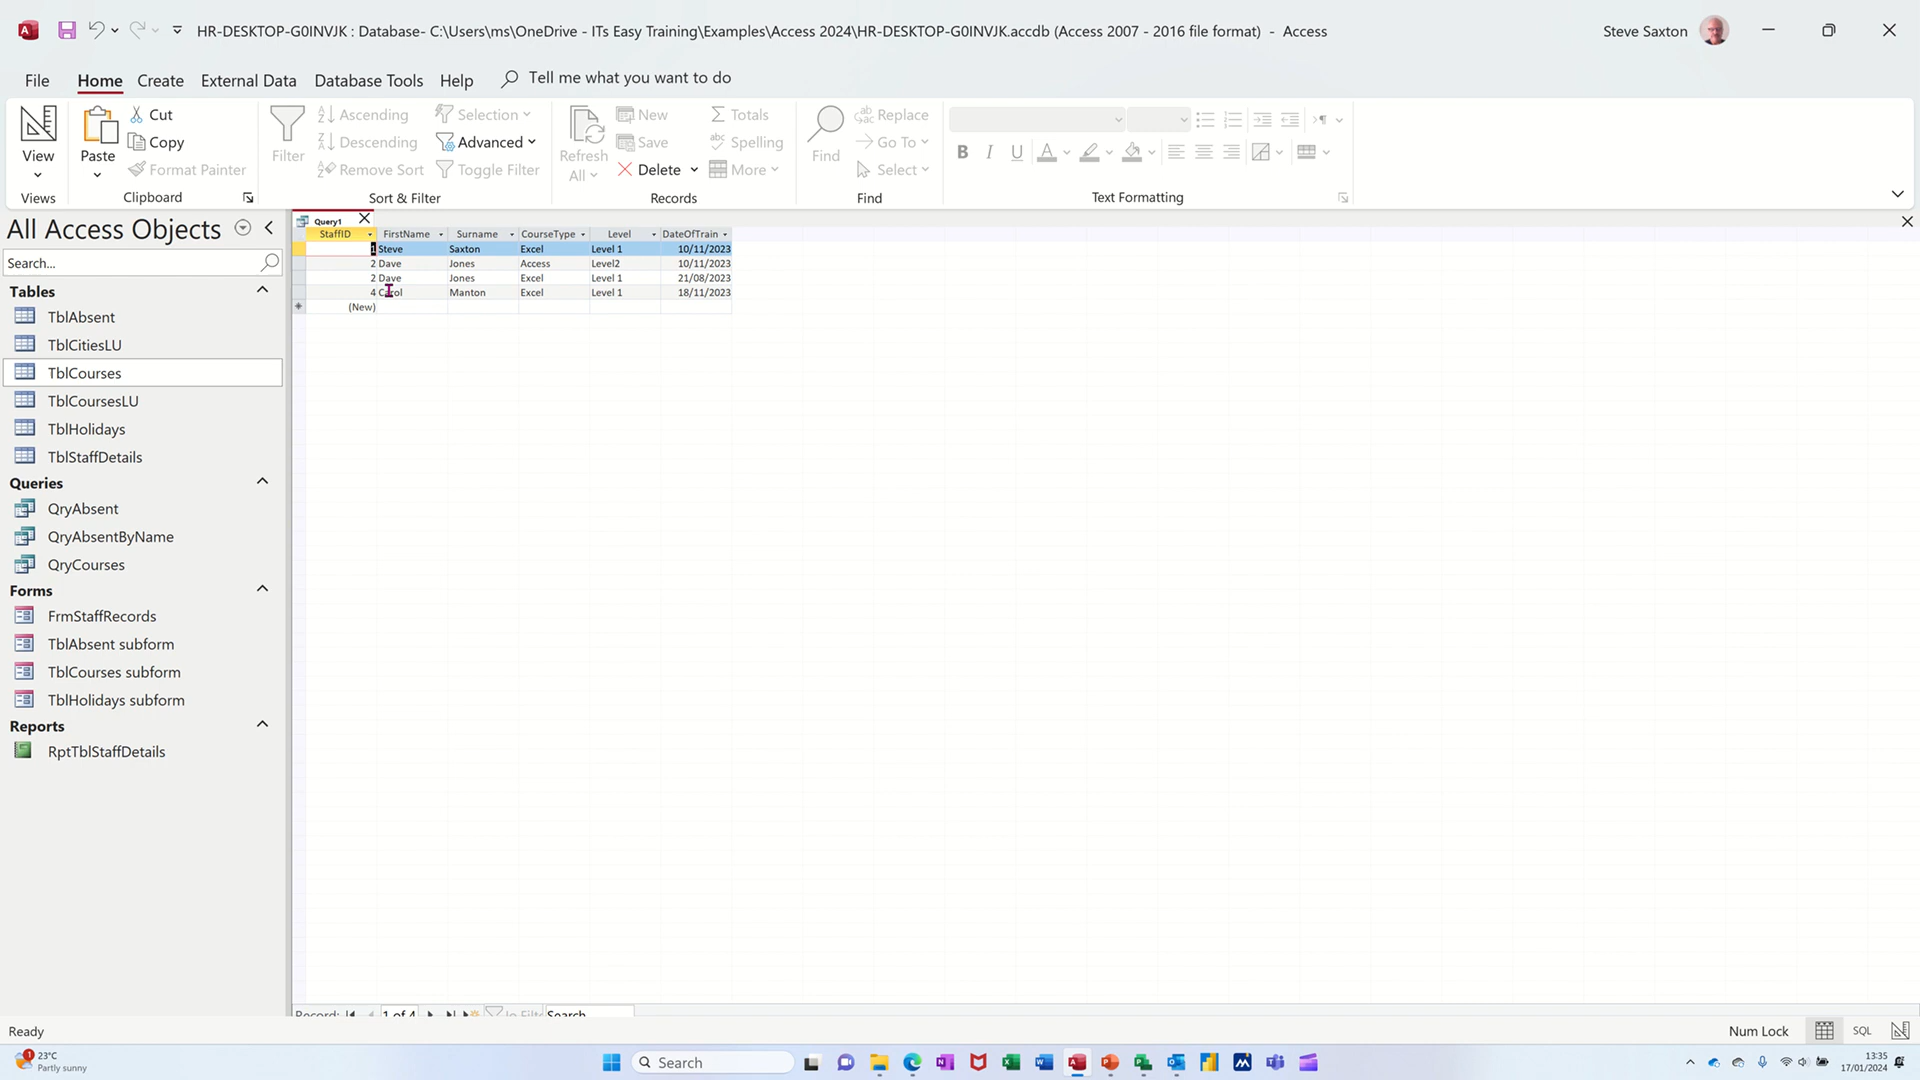 HR-DESKTOP-G0INVJK : Database- C:\Users\ms\OneDrive - ITs Easy Training\Examples\Access 2024\HR-DESKTOP-G0INVJK.accdb (Access 2007 - 2016 file format) - Access
Steve Saxton
File Home Create External Data Database Tools Help Tell me what you want to do
View
Views
Paste
Cut
Copy
Format Painter
Clipboard
Filter
Ascending
Descending
Remove Sort
Selection
Advanced
Toggle Filter
Sort & Filter
Refresh
All
New
Save
Delete
Totals
Spelling
More
Records
Find
Replace
Go To
Select
Find
B I U A
Text Formatting
All Access Objects
Search...
Tables
TblAbsent
TblCitiesLU
TblCourses
TblCoursesLU
TblHolidays
TblStaffDetails
Queries
QryAbsent
QryAbsentByName
QryCourses
Forms
FrmStaffRecords
TblAbsent subform
TblCourses subform
TblHolidays subform
Reports
RptTblStaffDetails
Query1
StaffID FirstName Surname CourseType Level DateOfTrain
1 Steve Saxton Excel Level 1 10/11/2023
2 Dave Jones Access Level2 10/11/2023
2 Dave Jones Excel Level 1 21/08/2023
4 Carol Manton Excel Level 1 18/11/2023
(New)
Record: 1 of 4 Search
Ready
Num Lock
SQL
1
23°C
Partly sunny
Search
13:35
17/01/2024